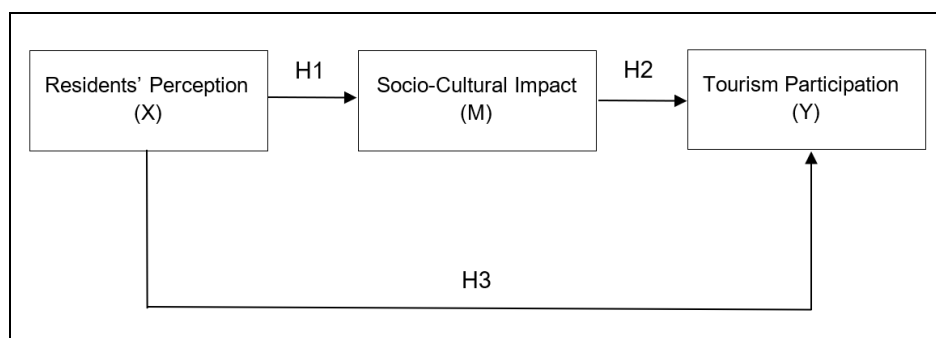 Residents’ Perception
(X)
H1
Socio-Cultural Impact
(M)
H2
Tourism Participation
(Y)
H3